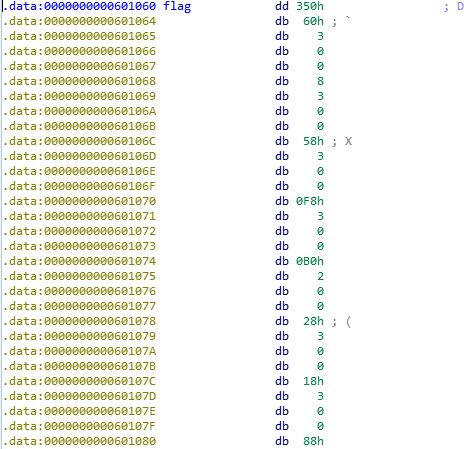 .data:0000000000601060 flag dd 350h ; D
.data:0000000000601064 db 60h ; `
.data:0000000000601065 db 3
.data:0000000000601066 db 0
.data:0000000000601067 db 0
.data:0000000000601068 db 8
.data:0000000000601069 db 3
.data:000000000060106A db 0
.data:000000000060106B db 0
.data:000000000060106C db 58h ; X
.data:000000000060106D db 3
.data:000000000060106E db 0
.data:000000000060106F db 0
.data:0000000000601070 db 0F8h
.data:0000000000601071 db 3
.data:0000000000601072 db 0
.data:0000000000601073 db 0
.data:0000000000601074 db 0B0h
.data:0000000000601075 db 2
.data:0000000000601076 db 0
.data:0000000000601077 db 0
.data:0000000000601078 db 28h ; (
.data:0000000000601079 db 3
.data:000000000060107A db 0
.data:000000000060107B db 0
.data:000000000060107C db 18h
.data:000000000060107D db 3
.data:000000000060107E db 0
.data:000000000060107F db 0
.data:0000000000601080 db 88h